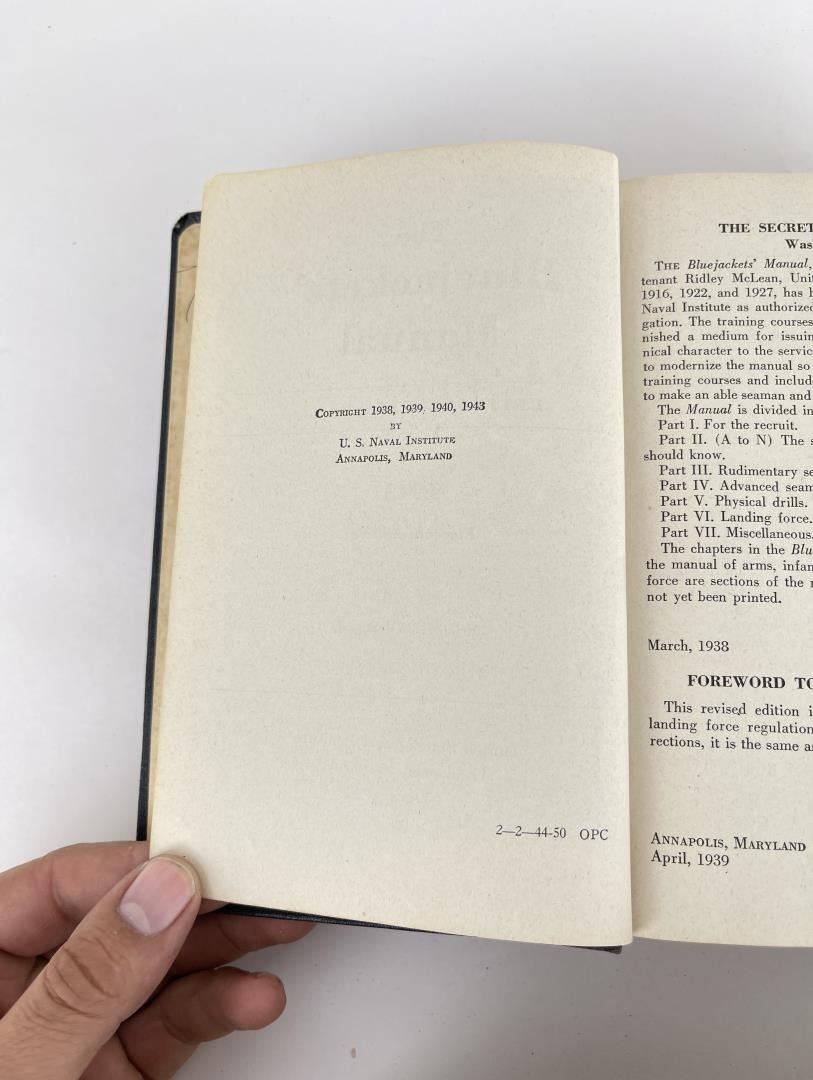 COPYRIGHT 1938, 1939, 1940, 1943
BY
U. S. NAVAL INSTITUTE
ANNAPOLIS, MARYLAND
2—2—44-50 OPC
THE SECRET
Was
THE Bluejackets' Manual,
tenant Ridley McLean, Unit
1916, 1922, and 1927, has b
Naval Institute as authorized
gation. The training courses
nished a medium for issuin
nical character to the servic
to modernize the manual so
training courses and include
to make an able seaman and
The Manual is divided in
Part I. For the recruit.
Part II. (A to N) The s
should know.
Part III. Rudimentary se
Part IV. Advanced seam
Part V. Physical drills.
Part VI. Landing force.
Part VII. Miscellaneous.
The chapters in the Blu
the manual of arms, infan
force are sections of the
not yet been printed.
March, 1938
FOREWORD TO
This revised edition i
landing force regulation
rections, it is the same as
ANNAPOLIS, MARYLAND
April, 1939